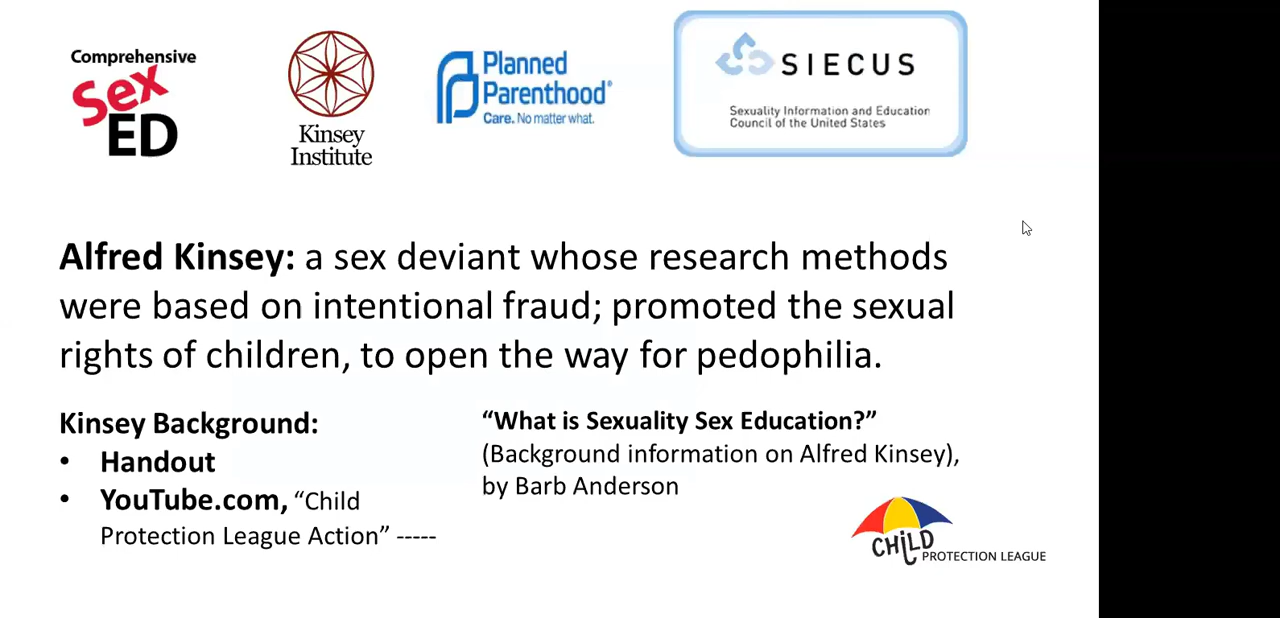 Comprehensive
Sex
ED
Kinsey
Institute
Planned
Parenthood®
Care. No matter what.
SIECUS
Sexuality Information and Education
Council of the United States
Alfred Kinsey: a sex deviant whose research methods
were based on intentional fraud; promoted the sexual
rights of children, to open the way for pedophilia.
Kinsey Background:
• Handout
• YouTube.com, “Child
Protection League Action” -----
“What is Sexuality Sex Education?”
(Background information on Alfred Kinsey),
by Barb Anderson
CHiLD
PROTECTION LEAGUE